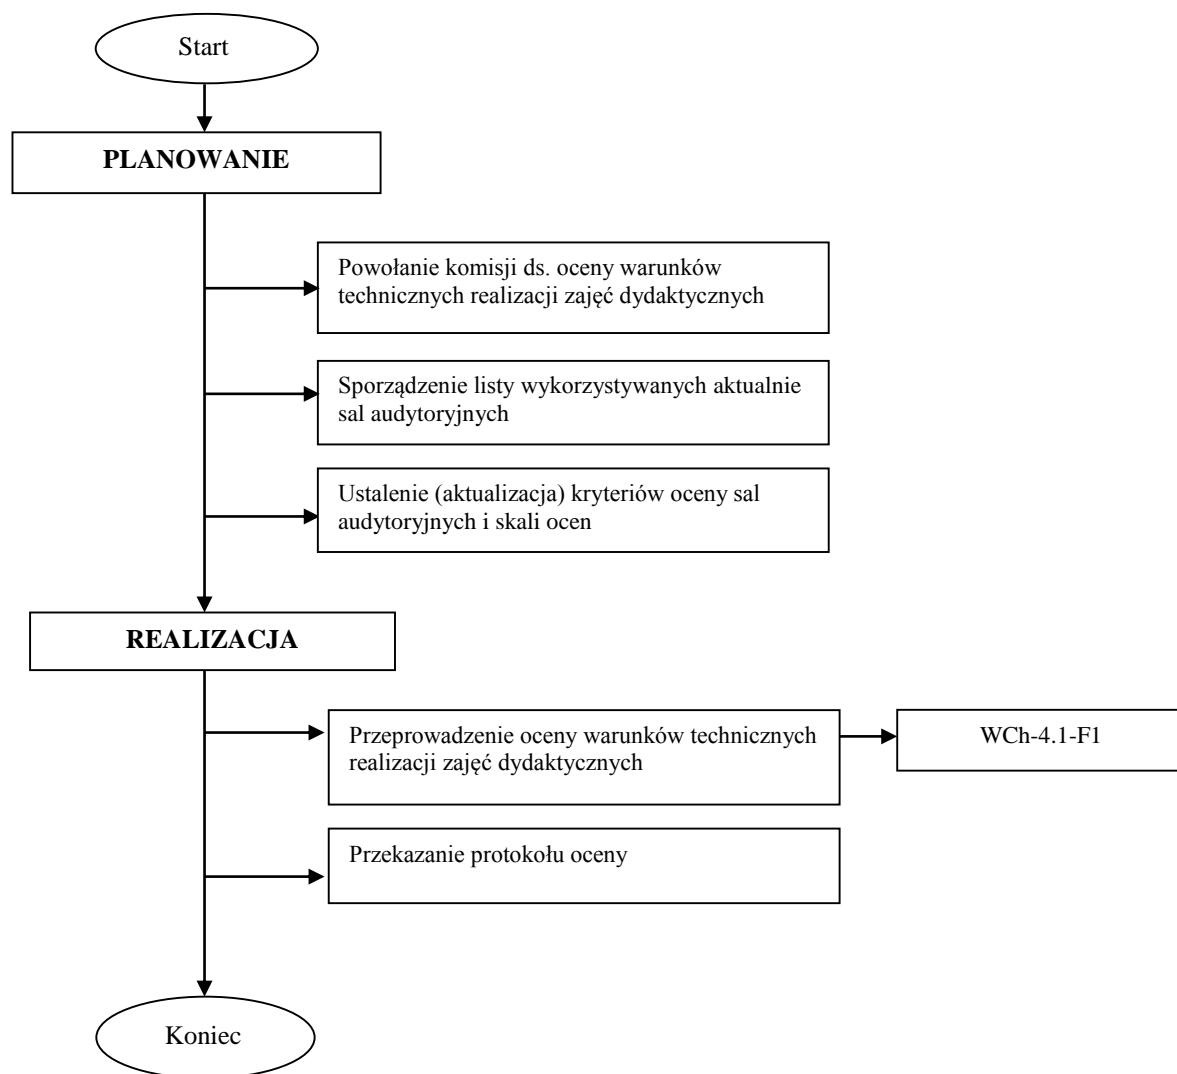 Start
PLANOWANIE
Powołanie komisji ds. oceny warunków
technicznych realizacji zajęć dydaktycznych
Sporządzenie listy wykorzystywanych aktualnie
sal audytoryjnych
Ustalenie (aktualizacja) kryteriów oceny sal
audytoryjnych i skali ocen
REALIZACJA
Przeprowadzenie oceny warunków technicznych
realizacji zajęć dydaktycznych
WCh-4.1-F1
Przekazanie protokołu oceny
Koniec